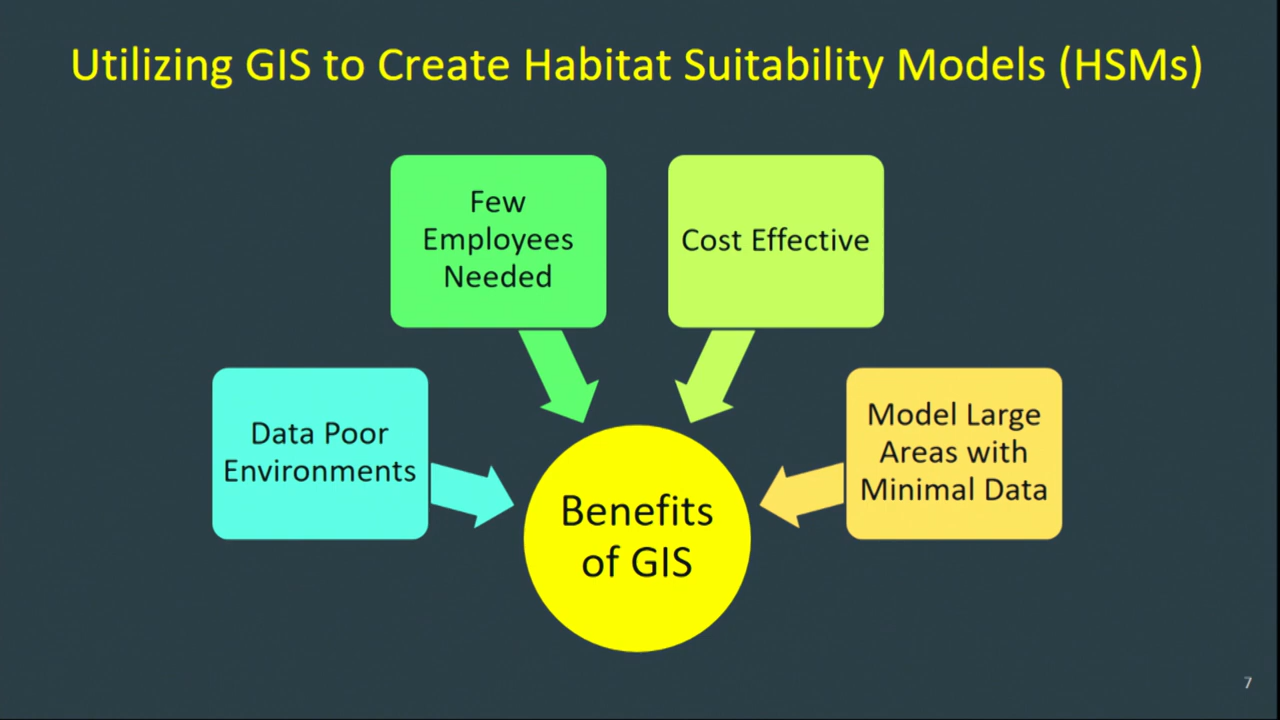 Utilizing GIS to Create Habitat Suitability Models (HSMs)
Few
Employees
Needed
Cost Effective
Data Poor
Environments
Model Large
Areas with
Minimal Data
Benefits
of GIS
7